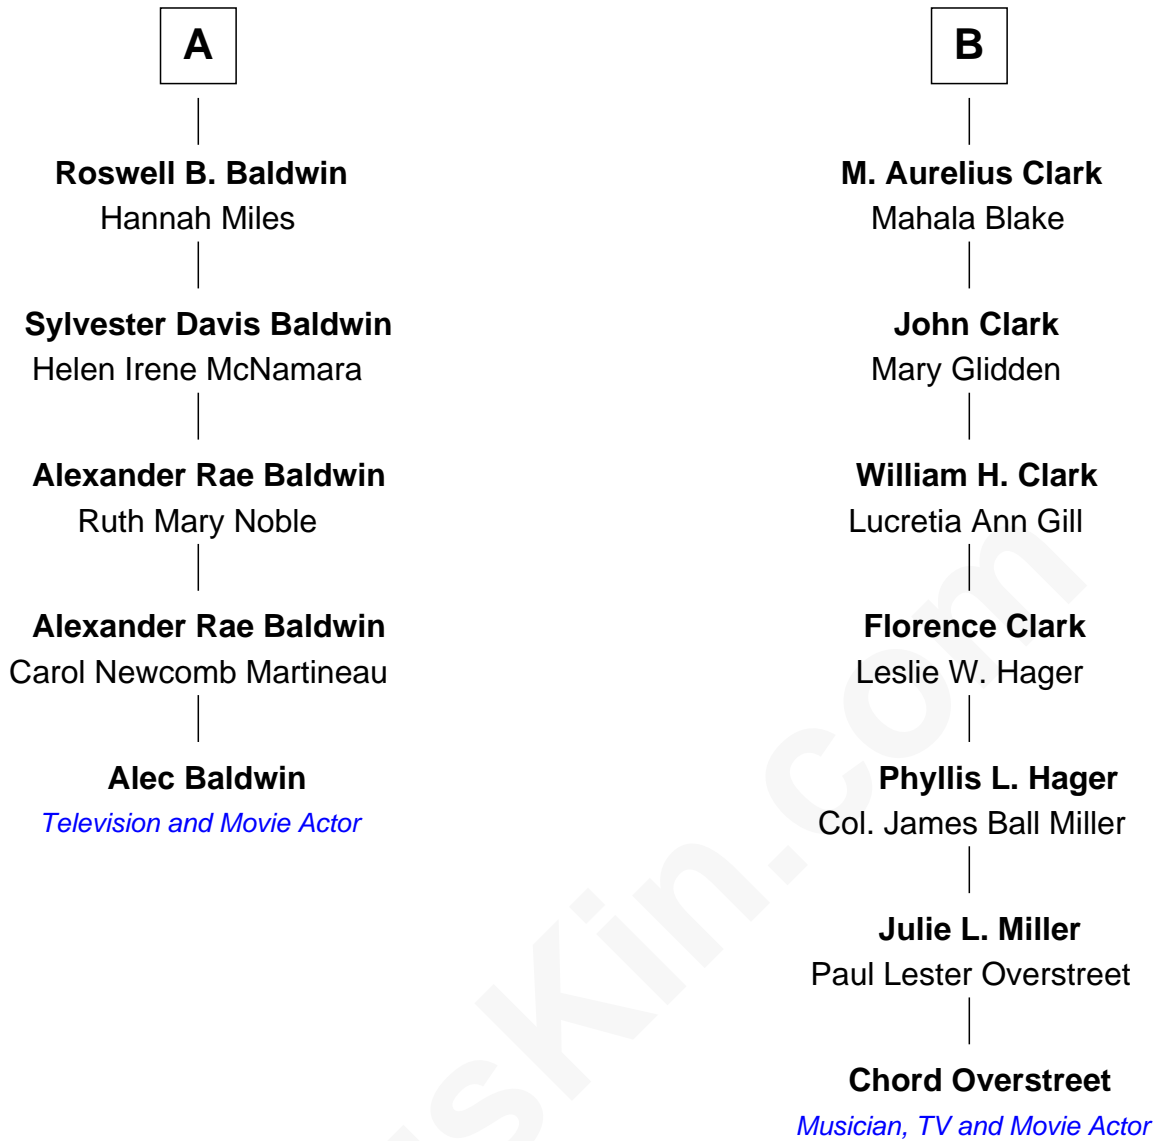 A
Roswell B. Baldwin
Hannah Miles
Sylvester Davis Baldwin
Helen Irene McNamara
Alexander Rae Baldwin
Ruth Mary Noble
Alexander Rae Baldwin
Carol Newcomb Martineau
Alec Baldwin
Television and Movie Actor
B
M. Aurelius Clark
Mahala Blake
John Clark
Mary Glidden
William H. Clark
Lucretia Ann Gill
Florence Clark
Leslie W. Hager
Phyllis L. Hager
Col. James Ball Miller
Julie L. Miller
Paul Lester Overstreet
Chord Overstreet
Musician, TV and Movie Actor